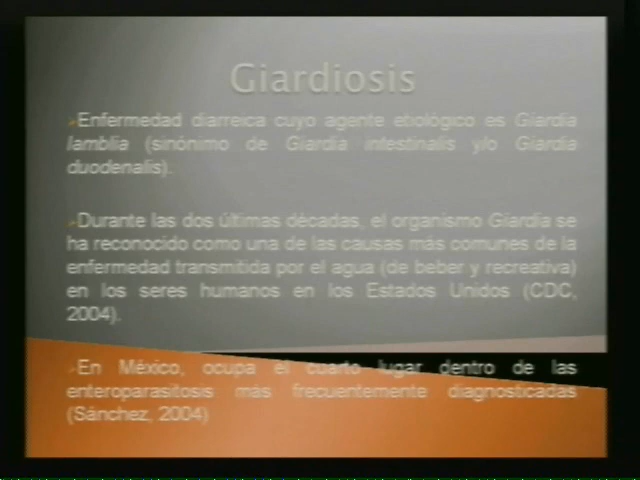 Giardiosis
Enfermedad diarreica cuyo agente etiológico es Giardia
lamblia (sinónimo de Giardia intestinalis y/o Giardia
duodenalis).
Durante las dos últimas décadas, el organismo Giardia se
ha reconocido como una de las causas más comunes de la
enfermedad transmitida por el agua (de beber y recreativa)
en los seres humanos en los Estados Unidos (CDC,
2004).
En México, ocupa el cuarto lugar dentro de las
enteroparasitosis más frecuentemente diagnosticadas
(Sánchez, 2004)